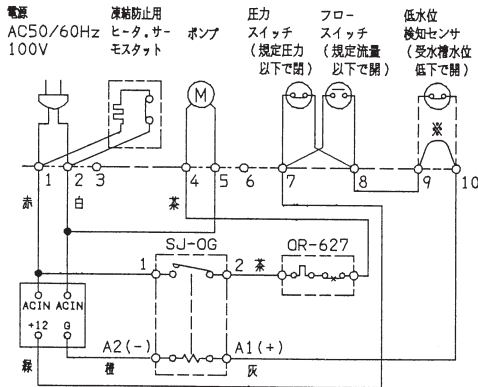 電源
AC50/60Hz
100V
凍結防止用
ヒータ.サー
モスタット
ポンプ
圧力
スイッチ
(規定圧力
以下で閉)
フロー
スイッチ
(規定流量
以下で開)
低水位
検知センサ
(受水槽水位
低下で開)
M
※
1 2 3 4 5 6 7 8 9 10
赤 白 茶
SJ-OG
OR-627
1 2 茶
ACIN ACIN
+12 G
A2(-) A1(+)
緑 橙 灰